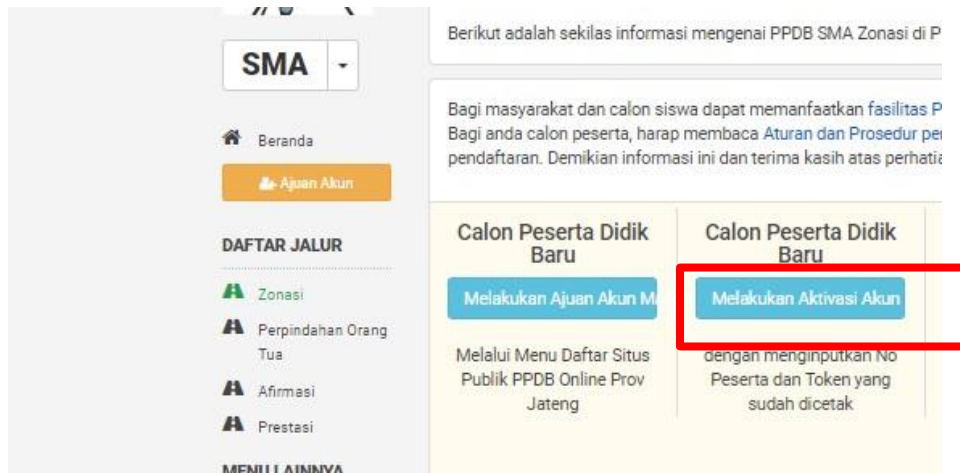 SMA
Beranda
Ajuan Akun
DAFTAR JALUR
Zonasi
Perpindahan Orang
Tua
Afirmasi
Prestasi
MENU LAINNYA
Berikut adalah sekilas informasi mengenai PPDB SMA Zonasi di P
Bagi masyarakat dan calon siswa dapat memanfaatkan fasilitas P
Bagi anda calon peserta, harap membaca Aturan dan Prosedur pe
pendaftaran. Demikian informasi ini dan terima kasih atas perhatia
Calon Peserta Didik
Baru
Melakukan Ajuan Akun M
Melalui Menu Daftar Situs
Publik PPDB Online Prov
Jateng
Calon Peserta Didik
Baru
Melakukan Aktivasi Akun
dengan menginputkan No
Peserta dan Token yang
sudah dicetak